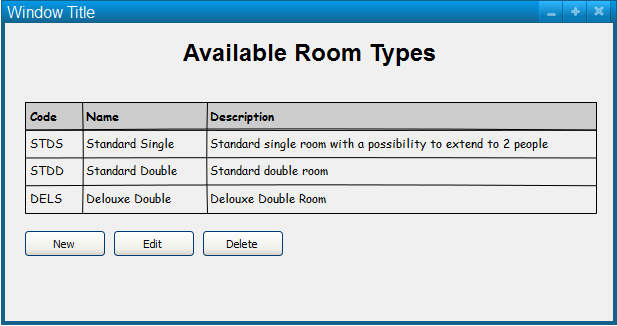 Window Title
Available Room Types
Code Name Description
STDS Standard Single Standard single room with a possibility to extend to 2 people
STDD Standard Double Standard double room
DELS Delouxe Double Delouxe Double Room
New Edit Delete